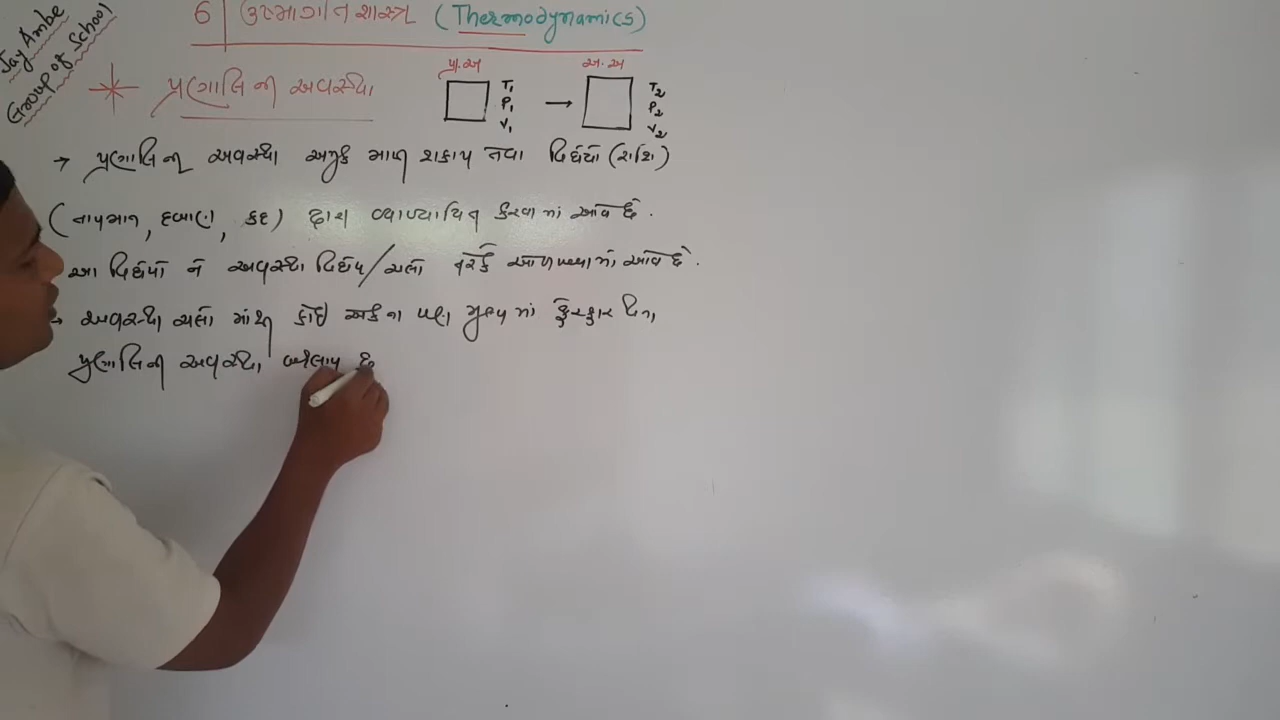 Jay Ambe
Group of School
6 ઉષ્માગતિશાસ્ત્ર (Thermodynamics)
પ્રણાલિની અવસ્થા
પ્રા.અ
T₁
P₁
V₁
→
અં.અ
T₂
P₂
V₂
→ પ્રણાલિની અવસ્થા અમુક માપી શકાય તેવા નિર્ધેયો (રાશિ)
(તાપમાન, દબાણ, કદ) દ્વારા વ્યાખ્યાયિત કરવામાં આવે છે.
આ નિર્ધેયો ને અવસ્થા નિર્ધેય/ચલો તરીકે ઓળખવામાં આવે છે.
→ અવસ્થા ચલો માંથી કોઈ એકના પણ મુલ્ય માં ફેરફાર થતા,
પ્રણાલિની અવસ્થા બદલાય છે